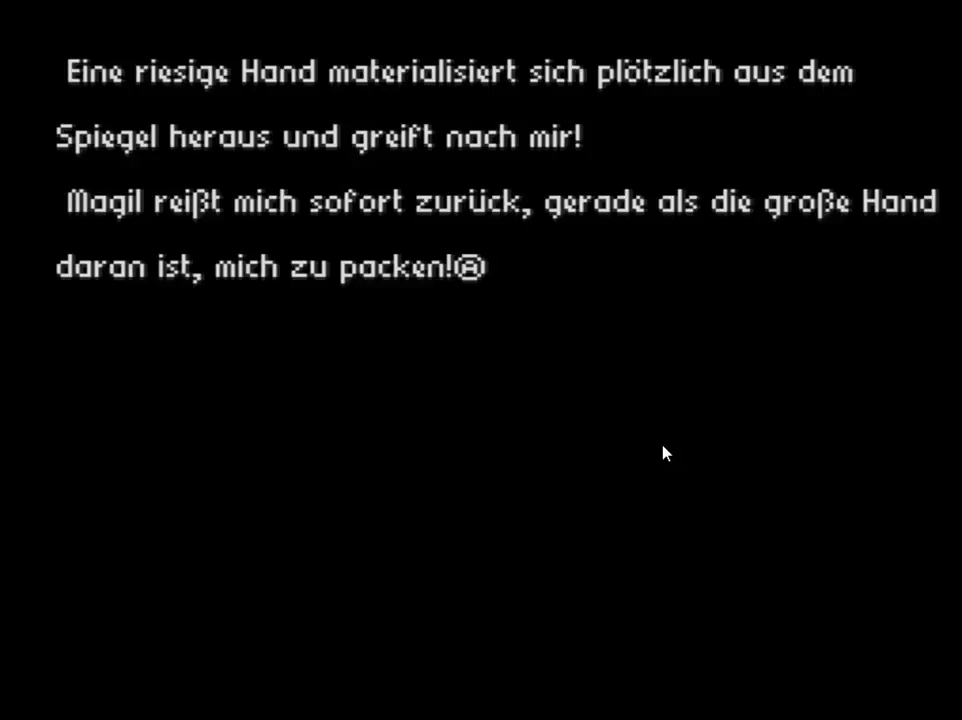 Eine riesige Hand materialisiert sich plötzlich aus dem
Spiegel heraus und greift nach mir!
Magil reißt mich sofort zurück, gerade als die große Hand
daran ist, mich zu packen!Ⓐ